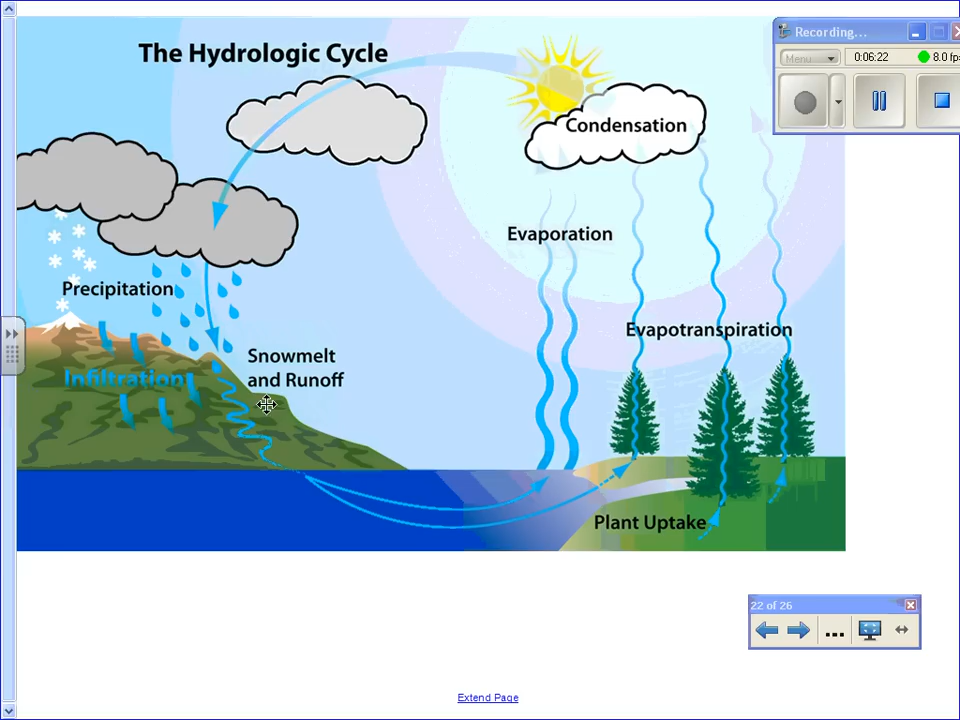 The Hydrologic Cycle
Recording...
Menu
0:06:22
8.0 fp
Condensation
Evaporation
Precipitation
Evapotranspiration
Snowmelt
and Runoff
Infiltration
Plant Uptake
22 of 26
...
Extend Page